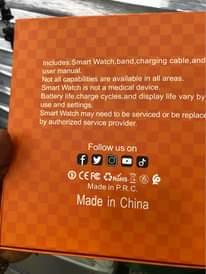 Includes:Smart Watch,band,charging cable,and
user manual.
Not all capabilities are available in all areas.
Smart Watch is not a medical device.
Battery life,charge cycles,and display life vary by
use and settings.
Smart Watch may need to be serviced or be replace
by authorized service provider.
Follow us on
CE FC RoHS
Made in P.R.C.
Made in China